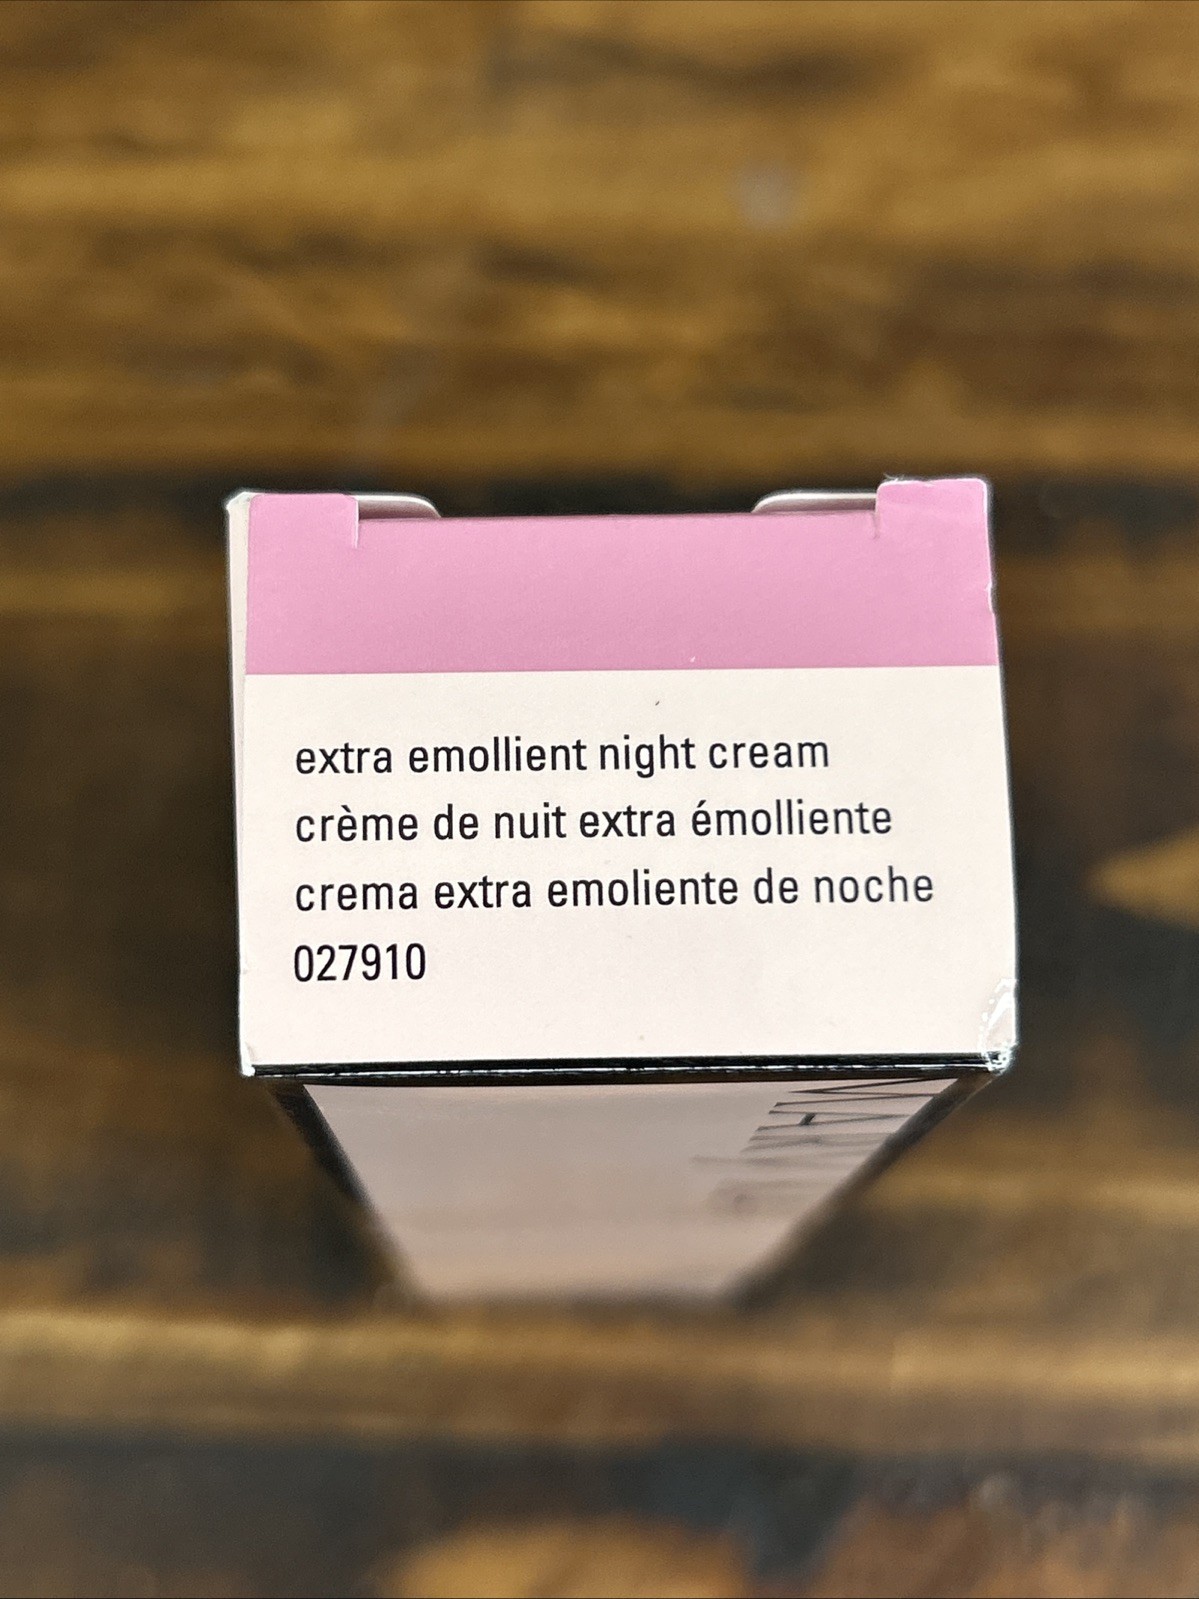 extra emollient night cream
crème de nuit extra émolliente
crema extra emoliente de noche
027910